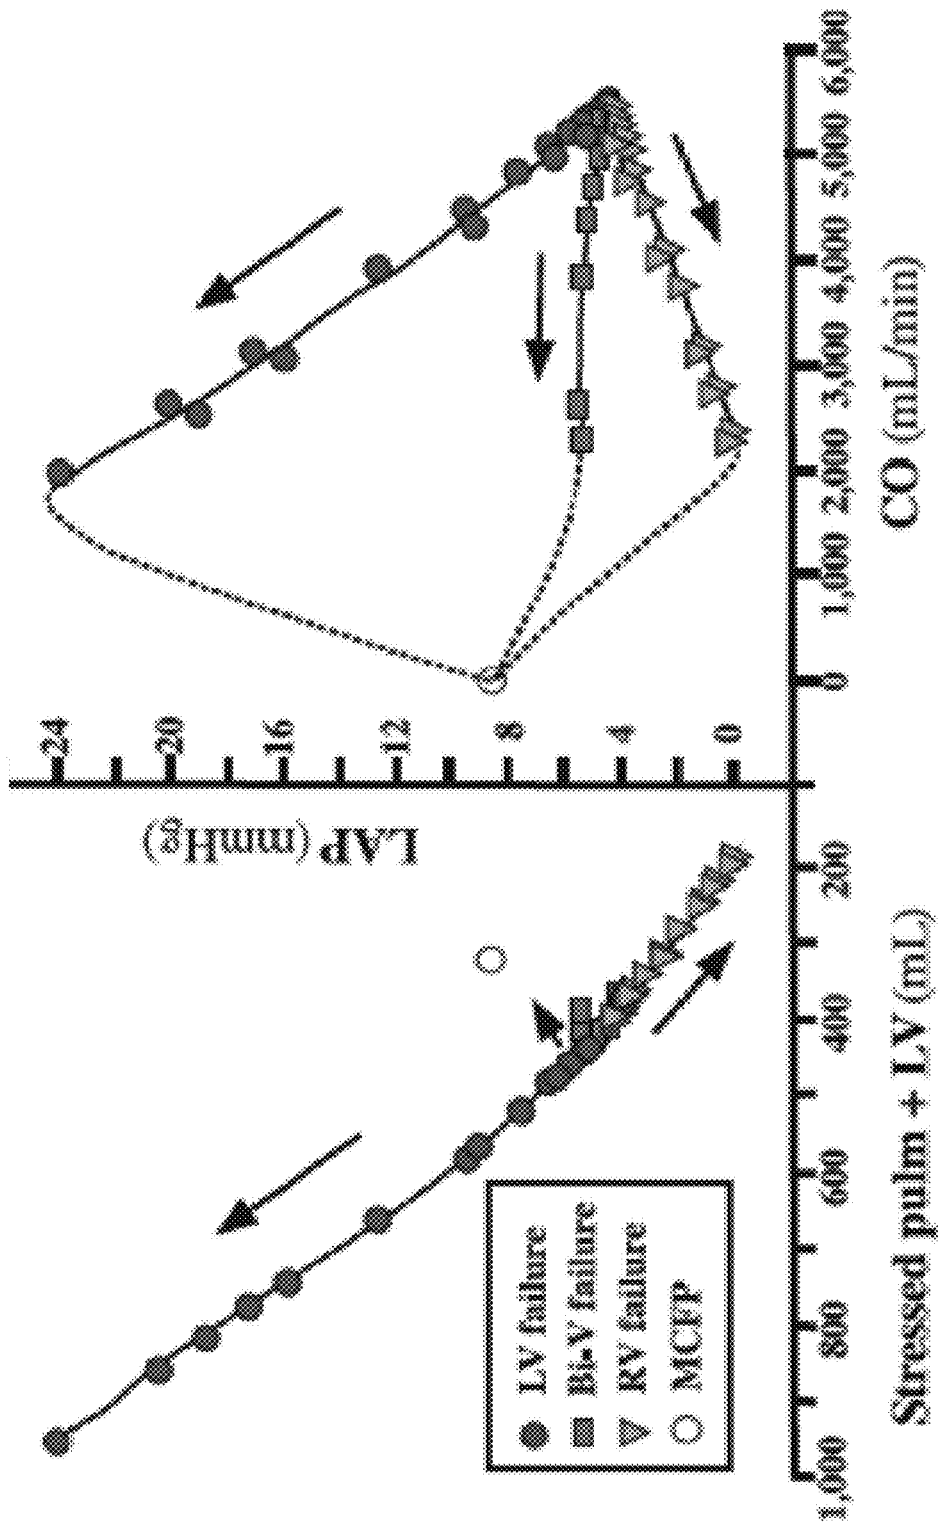 LAP (mmHg)
24
20
16
12
8
4
0
1,000
800
600
400
200
0
1,000
2,000
3,000
4,000
5,000
6,000
Stressed pulm + LV (mL)
CO (mL/min)
LV failure
Bi-V failure
RV failure
MCFP